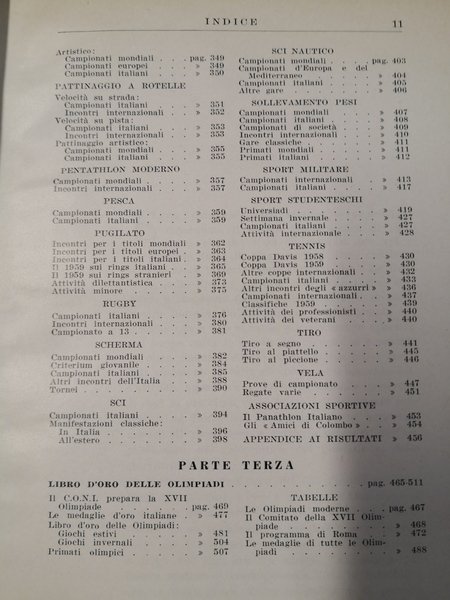 INDICE 11
Artistico:
Campionati mondiali . . . pag. 349
Campionati europei . . . » 349
Campionati italiani . . . » 350
PATTINAGGIO A ROTELLE
Velocità su strada:
Campionati italiani . . . » 351
Incontri internazionali . . » 352
Velocità su pista:
Campionati italiani . . . » 353
Incontri internazionali . . » 353
Pattinaggio artistico:
Campionati mondiali . . . » 355
Campionati italiani . . . » 355
PENTATHLON MODERNO
Campionati mondiali . . . . » 357
Incontri internazionali . . . » 357
PESCA
Campionati mondiali . . . . » 359
Campionati italiani . . . . » 359
PUGILATO
Incontri per i titoli mondiali » 362
Incontri per i titoli europei . » 363
Incontri per i titoli italiani . » 364
Il 1959 sui rings italiani . . » 365
Il 1959 sui rings stranieri . » 369
Attività dilettantistica . . . » 373
Attività minore . . . . . » 375
RUGBY
Campionati italiani . . . . » 376
Incontri internazionali . . . » 380
Campionato a 13 . . . . . » 381
SCHERMA
Campionati mondiali . . . . » 382
Criterium giovanile . . . . » 384
Campionati italiani . . . . » 385
Altri incontri dell'Italia . . . » 388
Tornei . . . . . . . . » 390
SCI
Campionati italiani . . . . » 394
Manifestazioni classiche:
In Italia . . . . . . . » 396
All'estero . . . . . . » 398
SCI NAUTICO
Campionati mondiali . . . . pag. 403
Campionati d'Europa e del
Mediterraneo . . . . . . » 404
Campionati italiani . . . . » 405
Altre gare . . . . . . . » 406
SOLLEVAMENTO PESI
Campionati mondiali . . . . » 407
Campionati italiani . . . . » 408
Campionati di società . . . . » 409
Incontri internazionali . . . » 410
Gare classiche . . . . . . » 411
Primati mondiali . . . . . » 411
Primati italiani . . . . . » 412
SPORT MILITARE
Campionati internazionali . . » 413
Campionati italiani . . . . » 417
SPORT STUDENTESCHI
Universiadi . . . . . . . » 419
Settimana invernale . . . . » 427
Campionati italiani . . . . » 427
Attività internazionale . . . » 428
TENNIS
Coppa Davis 1958 . . . . . » 430
Coppa Davis 1959 . . . . . » 430
Altre coppe internazionali . . » 432
Campionati italiani . . . . » 433
Altri incontri degli « azzurri » » 436
Campionati internazionali . . » 437
Classifiche 1959 . . . . . » 439
Attività dei professionisti . . » 440
Attività dei veterani . . . . » 440
TIRO
Tiro a segno . . . . . . » 441
Tiro al piattello . . . . . » 445
Tiro al piccione . . . . . » 446
VELA
Prove di campionato . . . . » 447
Regate varie . . . . . . » 451
ASSOCIAZIONI SPORTIVE
Il Panathlon Italiano . . . . » 453
Gli « Amici di Colombo » . . » 454
APPENDICE AI RISULTATI » 456
PARTE TERZA
LIBRO D'ORO DELLE OLIMPIADI . . . . . . . . . pag. 465-511
Il C.O.N.I. prepara la XVII
Olimpiade . . . . . . pag. 469
Le medaglie d'oro italiane . . » 477
Libro d'oro delle Olimpiadi:
Giochi estivi . . . . . » 481
Giochi invernali . . . . » 504
Primati olimpici . . . . . » 507
TABELLE
Le Olimpiadi moderne . . . pag. 467
Il Comitato della XVII Olim-
piade . . . . . . . . » 468
Il programma di Roma . . . » 472
Le medaglie di tutte le Olim-
piadi . . . . . . . . » 488